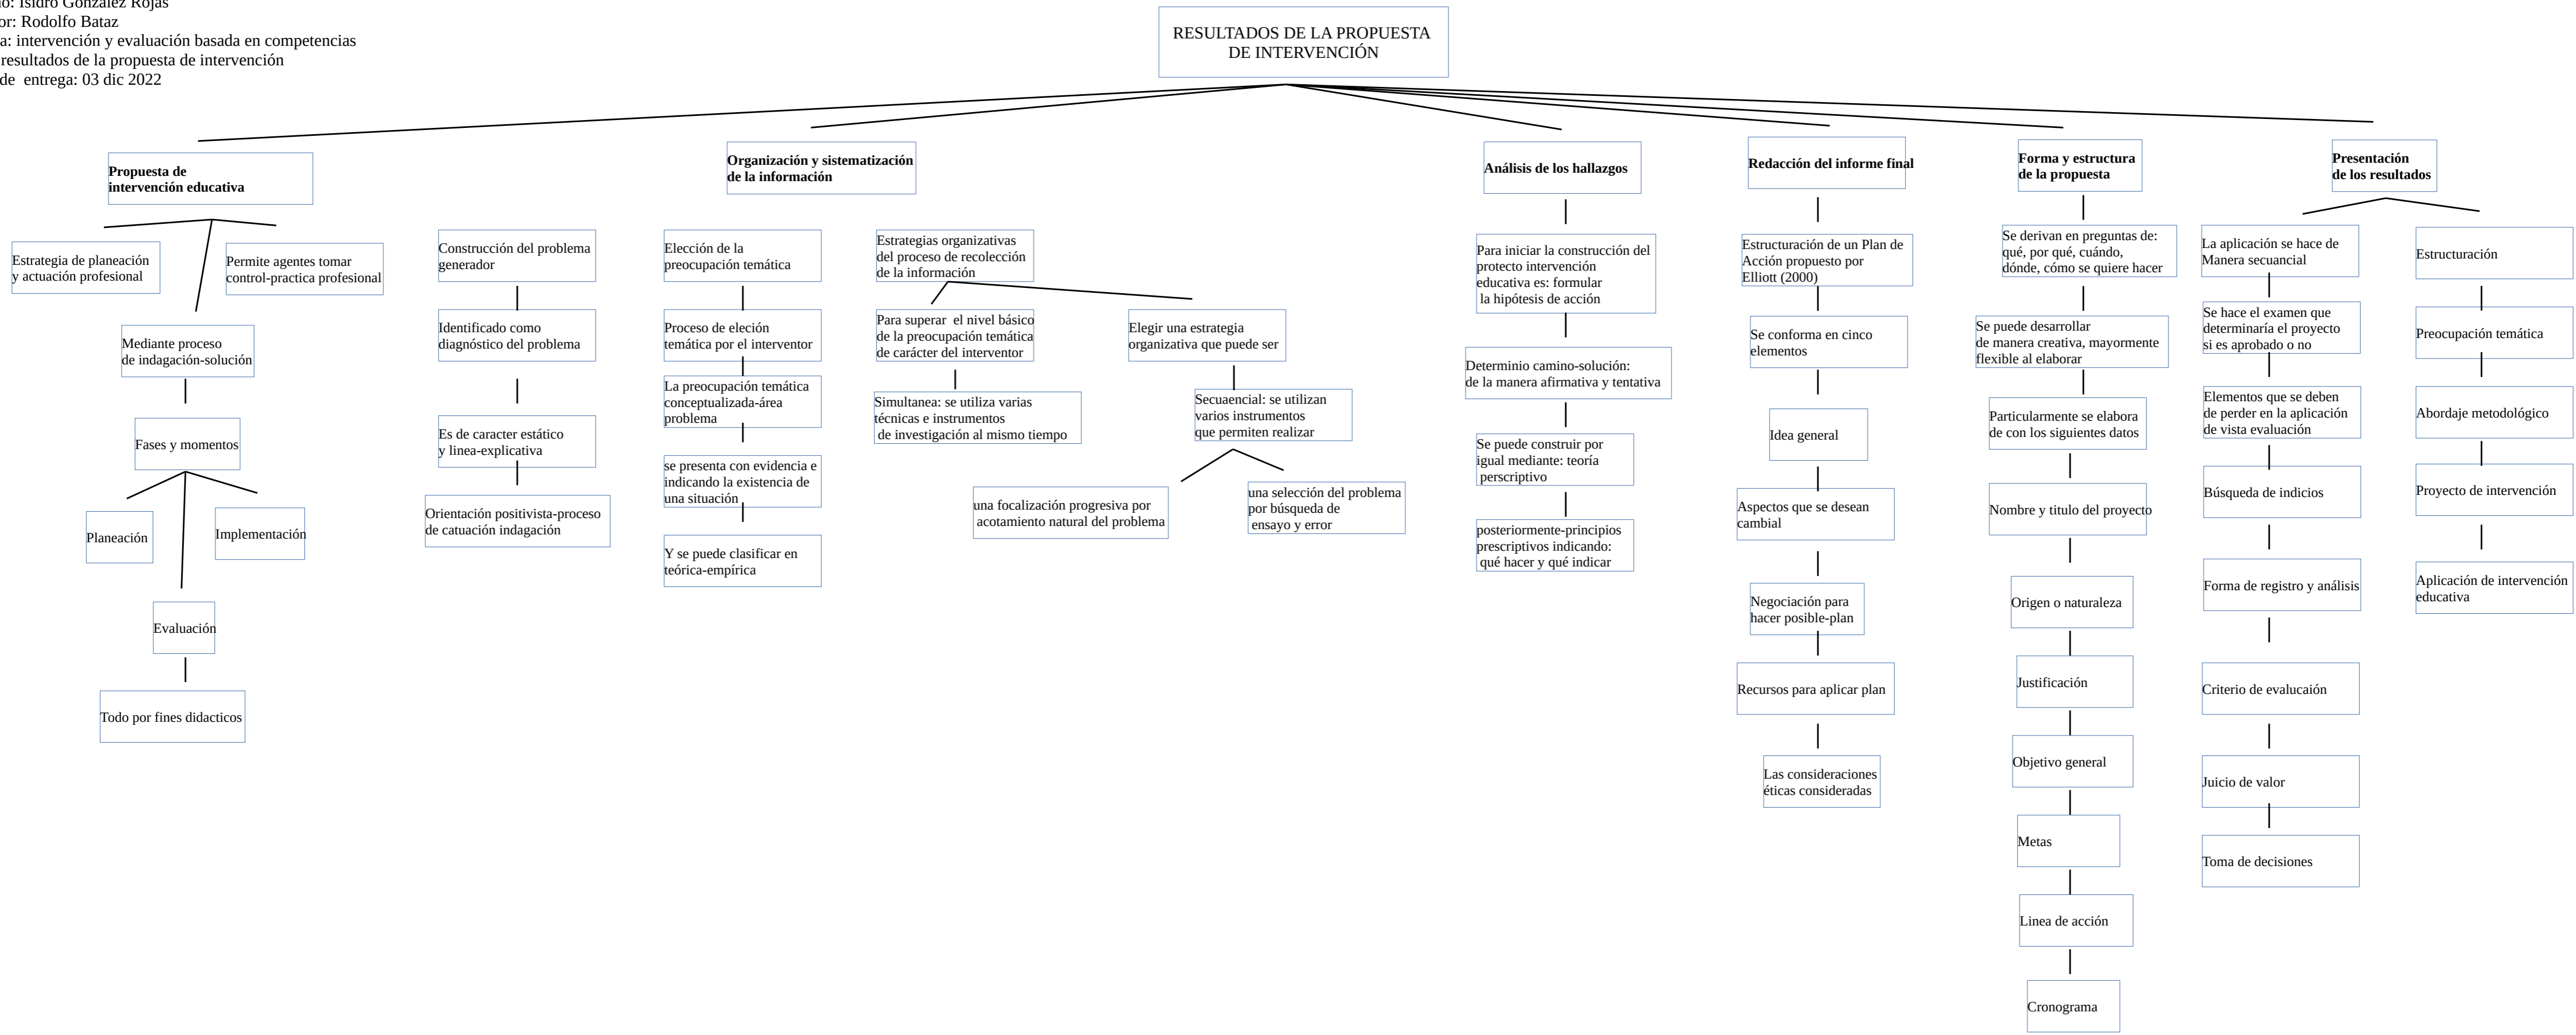 o: Isidro González Rojas
or: Rodolfo Bataz
a: intervención y evaluación basada en competencias
resultados de la propuesta de intervención
de  entrega: 03 dic 2022
RESULTADOS DE LA PROPUESTA
DE INTERVENCIÓN
Propuesta de
intervención educativa
Estrategia de planeación
y actuación profesional
Permite agentes tomar
control-practica profesional
Mediante proceso
de indagación-solución
Fases y momentos
Planeación
Implementación
Evaluación
Todo por fines didacticos
Organización y sistematización
de la información
Construcción del problema
generador
Identificado como
diagnóstico del problema
Es de caracter estático
y linea-explicativa
Orientación positivista-proceso
de catuación indagación
Elección de la
preocupación temática
Proceso de eleción
temática por el interventor
La preocupación temática
conceptualizada-área
problema
se presenta con evidencia e
indicando la existencia de
una situación
Y se puede clasificar en
teórica-empírica
Estrategias organizativas
del proceso de recolección
de la información
Para superar  el nivel básico
de la preocupación temática
de carácter del interventor
Simultanea: se utiliza varias
técnicas e instrumentos
de investigación al mismo tiempo
Elegir una estrategia
organizativa que puede ser
Secuaencial: se utilizan
varios instrumentos
que permiten realizar
una focalización progresiva por
acotamiento natural del problema
una selección del problema
por búsqueda de
ensayo y error
Análisis de los hallazgos
Para iniciar la construcción del
protecto intervención
educativa es: formular
la hipótesis de acción
Determinio camino-solución:
de la manera afirmativa y tentativa
Se puede construir por
igual mediante: teoría
perscriptivo
posteriormente-principios
prescriptivos indicando:
qué hacer y qué indicar
Redacción del informe final
Estructuración de un Plan de
Acción propuesto por
Elliott (2000)
Se conforma en cinco
elementos
Idea general
Aspectos que se desean
cambial
Negociación para
hacer posible-plan
Recursos para aplicar plan
Las consideraciones
éticas consideradas
Forma y estructura
de la propuesta
Se derivan en preguntas de:
qué, por qué, cuándo,
dónde, cómo se quiere hacer
Se puede desarrollar
de manera creativa, mayormente
flexible al elaborar
Particularmente se elabora
de con los siguientes datos
Nombre y titulo del proyecto
Origen o naturaleza
Justificación
Objetivo general
Metas
Linea de acción
Cronograma
Presentación
de los resultados
La aplicación se hace de
Manera secuancial
Se hace el examen que
determinaría el proyecto
si es aprobado o no
Elementos que se deben
de perder en la aplicación
de vista evaluación
Búsqueda de indicios
Forma de registro y análisis
Criterio de evalucaión
Juicio de valor
Toma de decisiones
Estructuración
Preocupación temática
Abordaje metodológico
Proyecto de intervención
Aplicación de intervención
educativa